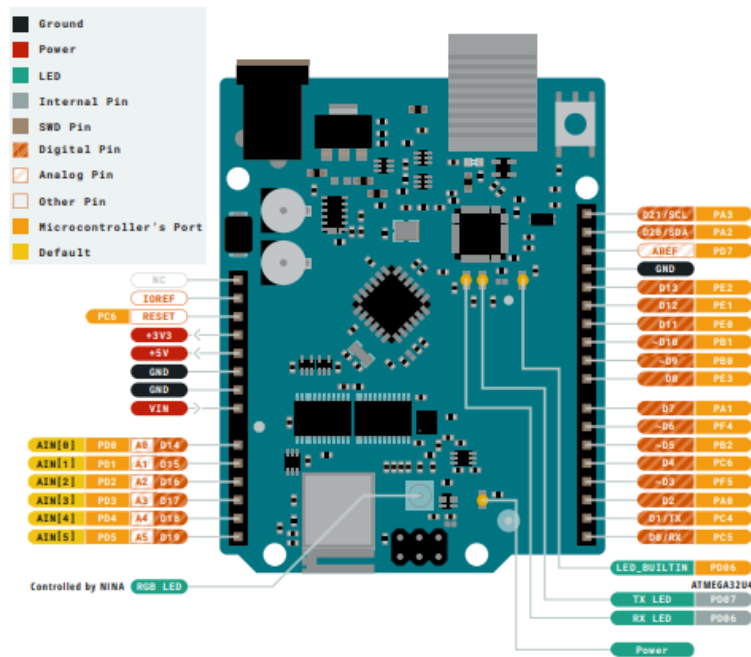 Ground
Power
LED
Internal Pin
SWD Pin
Digital Pin
Analog Pin
Other Pin
Microcontroller's Port
Default
NC
IOREF
PC6 RESET
+3V3
+5V
GND
GND
VIN
AIN[0] PD0 A0 D14
AIN[1] PD1 A1 D15
AIN[2] PD2 A2 D16
AIN[3] PD3 A3 D17
AIN[4] PD4 A4 D18
AIN[5] PD5 A5 D19
Controlled by NINA RGB LED
D21/SCL PA3
D20/SDA PA2
AREF PD7
GND
D13 PE2
D12 PE1
D11 PE0
~D10 PB1
~D9 PB0
D8 PE3
D7 PA1
~D6 PF4
~D5 PB2
D4 PC6
~D3 PF5
D2 PA0
D1/TX PC4
D0/RX PC5
LED_BUILTIN PD06
ATMEGA32U4
TX LED PD07
RX LED PD06
Power